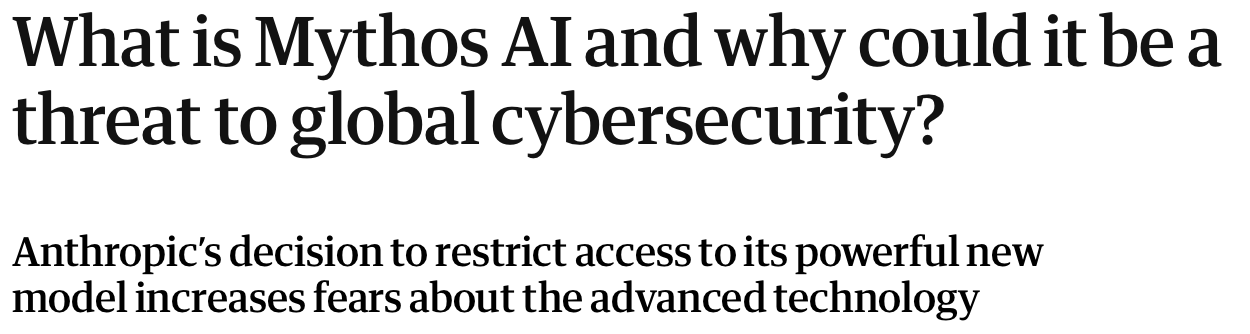 What is Mythos AI and why could it be a
threat to global cybersecurity?
Anthropic’s decision to restrict access to its powerful new
model increases fears about the advanced technology